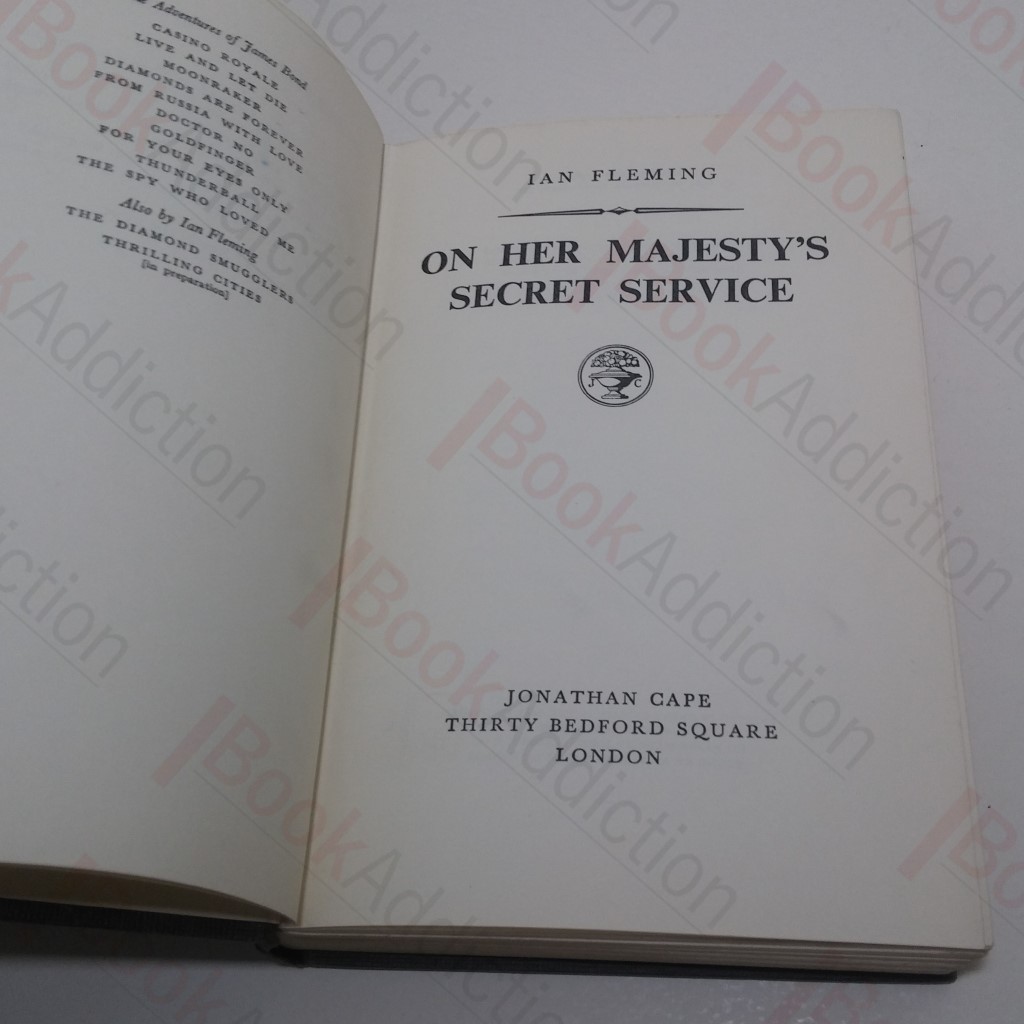 Adventures of James Bond
CASINO ROYALE
LIVE AND LET DIE
MOONRAKER
DIAMONDS ARE FOREVER
FROM RUSSIA WITH LOVE
DOCTOR NO
GOLDFINGER
FOR YOUR EYES ONLY
THUNDERBALL
THE SPY WHO LOVED ME
Also by Ian Fleming
THE DIAMOND SMUGGLERS
THRILLING CITIES
[in preparation]
IAN FLEMING
ON HER MAJESTY'S
SECRET SERVICE
J C
JONATHAN CAPE
THIRTY BEDFORD SQUARE
LONDON
BookAddiction